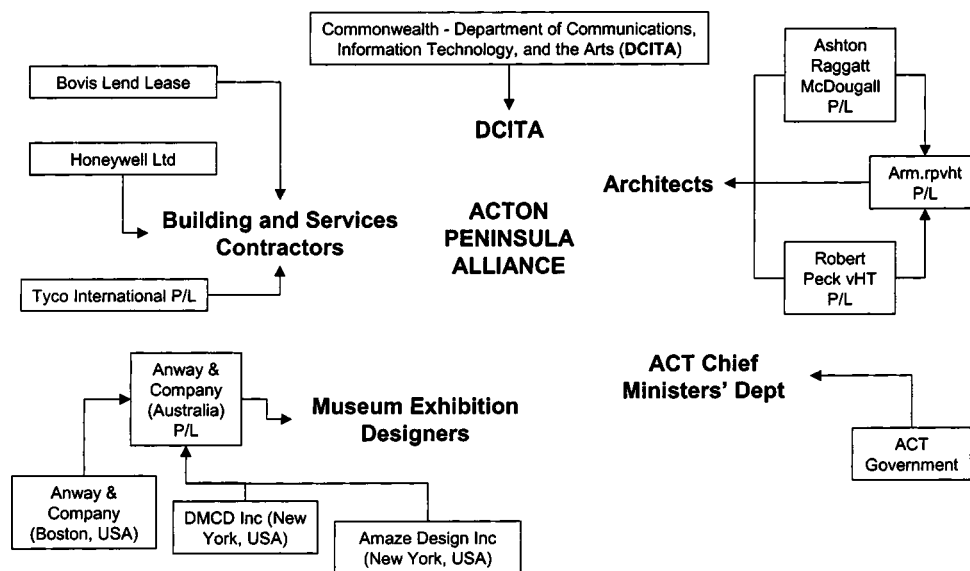 Commonwealth - Department of Communications,
Information Technology, and the Arts (DCITA)
Bovis Lend Lease
Honeywell Ltd
Building and Services
Contractors
Tyco International P/L
DCITA
ACTON
PENINSULA
ALLIANCE
Ashton
Raggatt
McDougall
P/L
Architects
Arm.rpvht
P/L
Robert
Peck vHT
P/L
Anway &
Company
(Australia)
P/L
Museum Exhibition
Designers
Anway &
Company
(Boston, USA)
DMCD Inc (New
York, USA)
Amaze Design Inc
(New York, USA)
ACT Chief
Ministers' Dept
ACT
Government